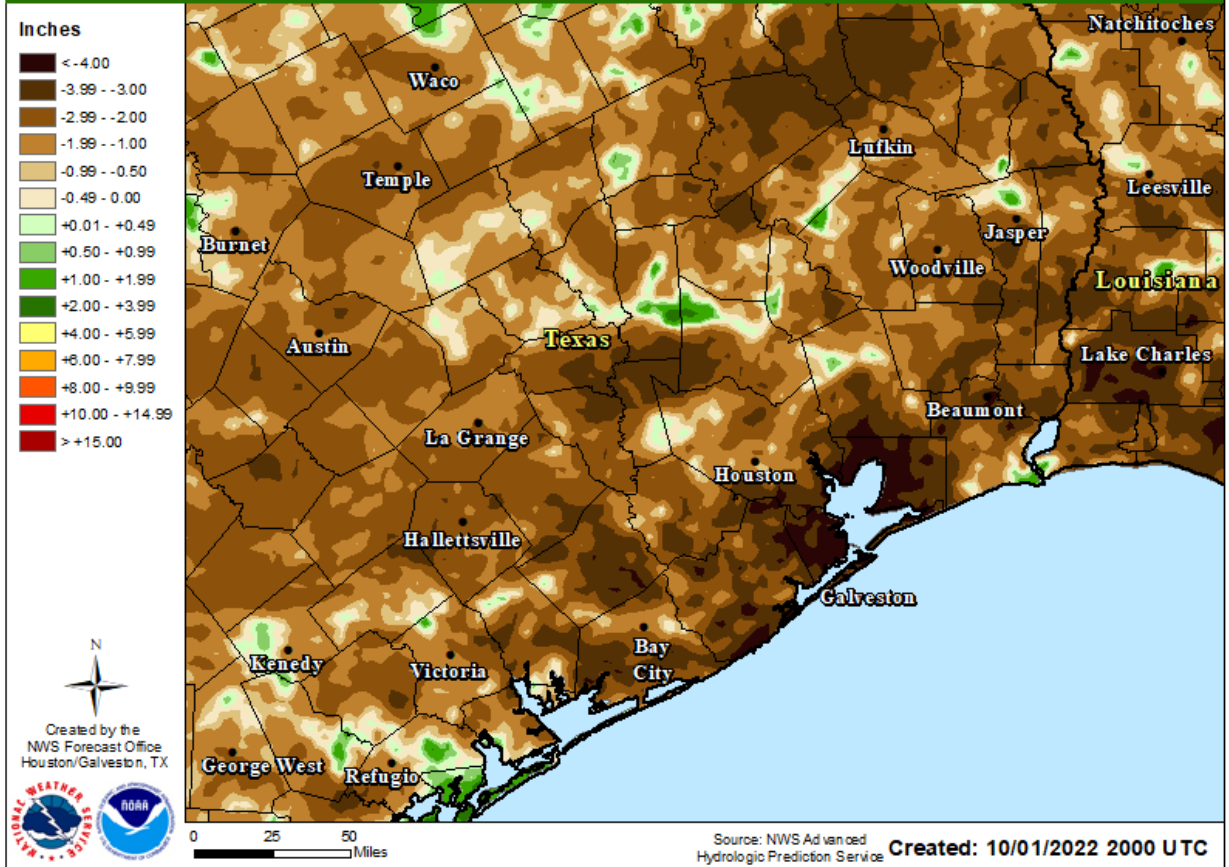 Inches
< -4.00
-3.99 - -3.00
-2.99 - -2.00
-1.99 - -1.00
-0.99 - -0.50
-0.49 - 0.00
+0.01 - +0.49
+0.50 - +0.99
+1.00 - +1.99
+2.00 - +3.99
+4.00 - +5.99
+6.00 - +7.99
+8.00 - +9.99
+10.00 - +14.99
> +15.00
Natchitoches
Waco
Lufkin
Temple
Leesville
Burnet
Jasper
Woodville
Louisiana
Austin
Texas
Lake Charles
Beaumont
La Grange
Houston
Hallettsville
Galveston
Bay
City
Kenedy
Victoria
George West
Refugio
N
Created by the
NWS Forecast Office
Houston/Galveston, TX
NATIONAL WEATHER SERVICE
NOAA
0 25 50
Miles
Source: NWS Advanced
Hydrologic Prediction Service
Created: 10/01/2022 2000 UTC